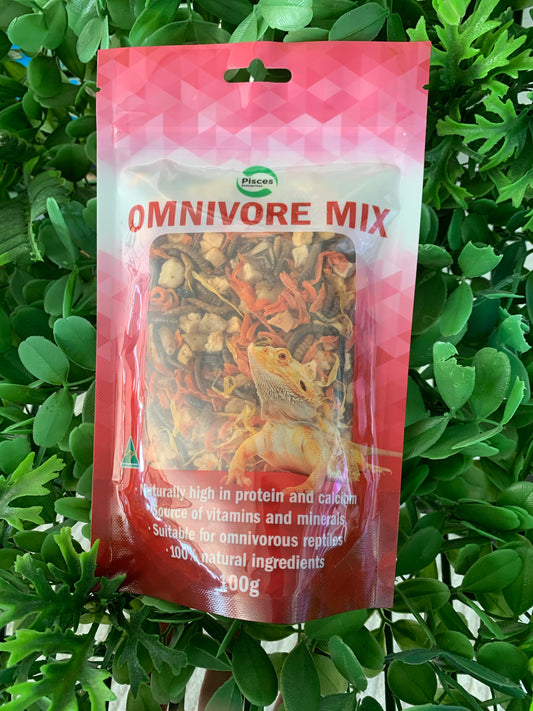 Pisces
Enterprises
OMNIVORE MIX
Naturally high in protein and calcium
· Source of vitamins and minerals
· Suitable for omnivorous reptiles
· 100% natural ingredients
100g